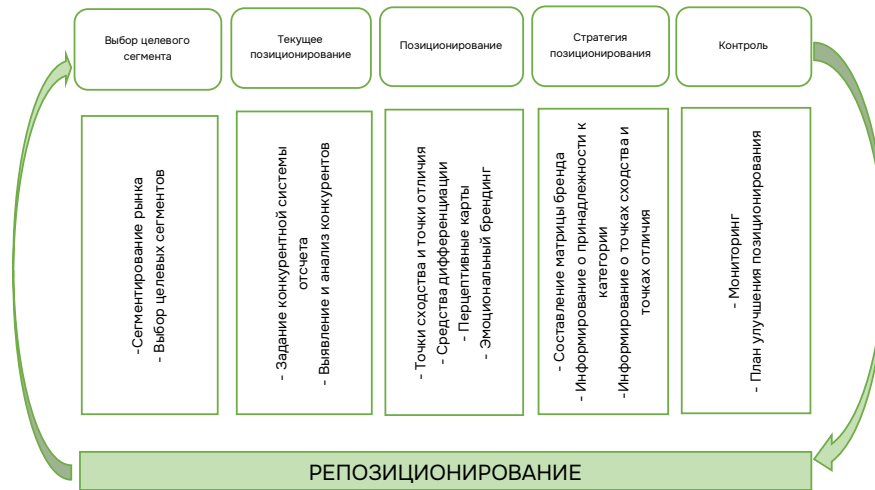 Выбор целевого
сегмента
Текущее
позиционирование
Позиционирование
Стратегия
позиционирования
Контроль
-Сегментирование рынка
- Выбор целевых сегментов
- Задание конкурентной системы
отсчета
- Выявление и анализ конкурентов
- Точки сходства и точки отличия
- Средства дифференциации
- Перцептивные карты
- Эмоциональный брендинг
- Составление матрицы бренда
- Информирование о принадлежности к
категории
-Информирование о точках сходства и
точках отличия
- Мониторинг
- План улучшения позиционирования
РЕПОЗИЦИОНИРОВАНИЕ